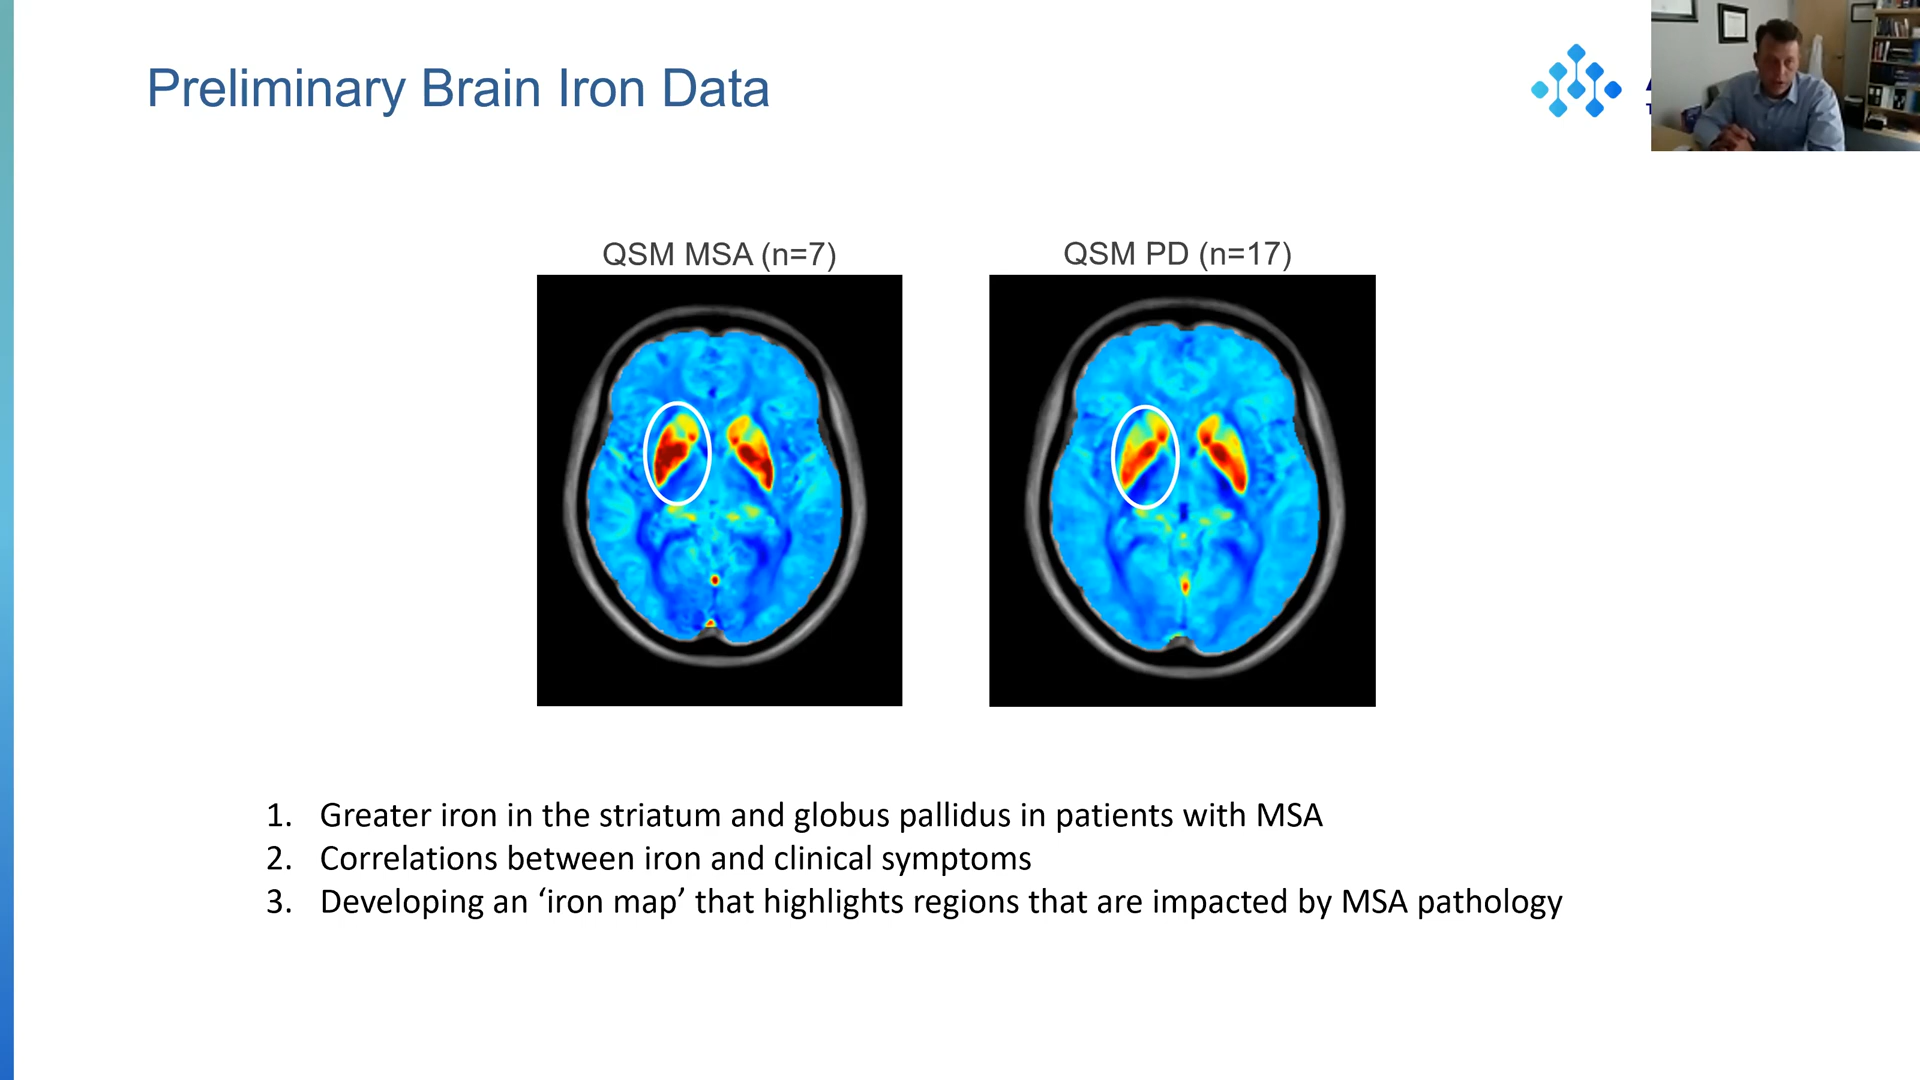 Preliminary Brain Iron Data
QSM MSA (n=7)
QSM PD (n=17)
1. Greater iron in the striatum and globus pallidus in patients with MSA
2. Correlations between iron and clinical symptoms
3. Developing an ‘iron map’ that highlights regions that are impacted by MSA pathology